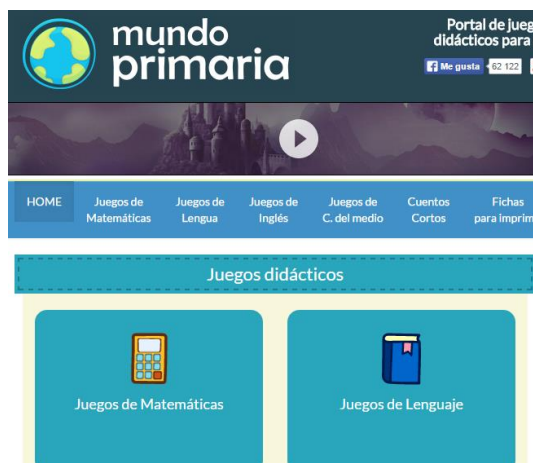 mundo
primaria
Portal de jueg
didácticos para
Me gusta 62 122
HOME
Juegos de
Matemáticas
Juegos de
Lengua
Juegos de
Inglés
Juegos de
C. del medio
Cuentos
Cortos
Fichas
para imprim
Juegos didácticos
Juegos de Matemáticas
Juegos de Lenguaje